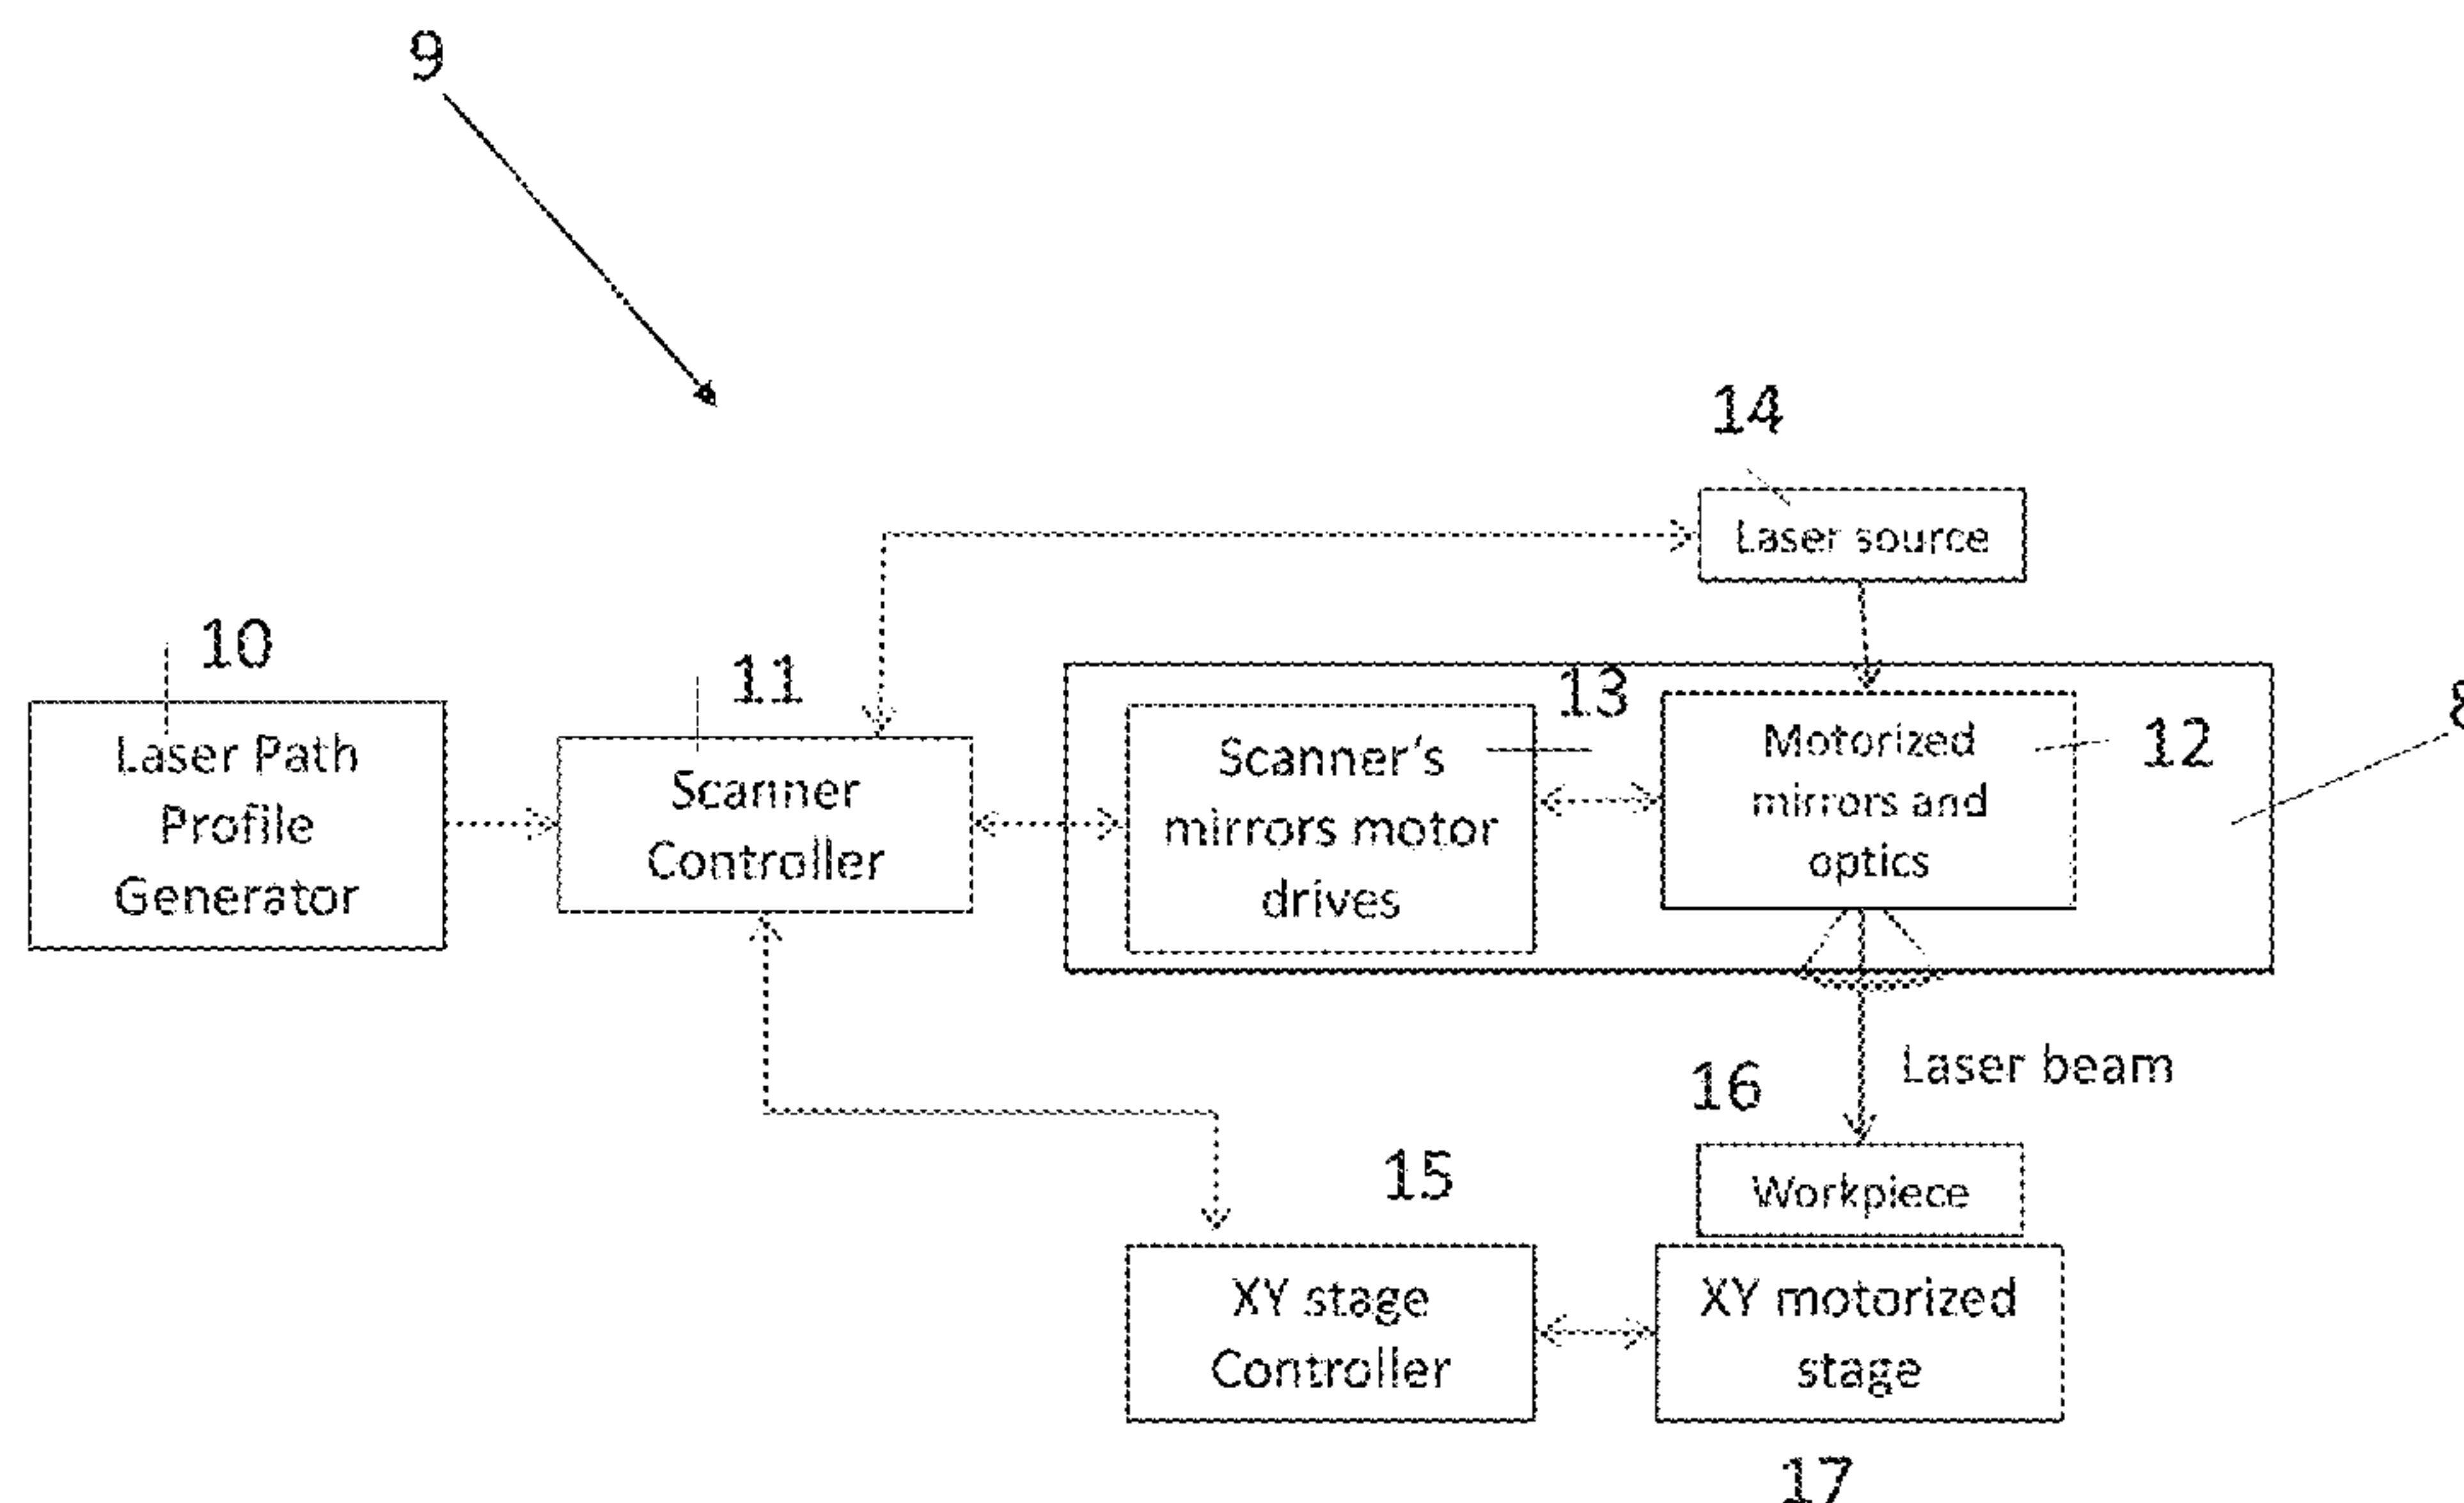 9
14
Laser source
10
11
13
8
Laser Path
Profile
Generator
Scanner
Controller
Scanner's
mirrors motor
drives
Motorized
mirrors and
optics
12
Laser beam
16
15
Workpiece
XY stage
Controller
XY motorized
stage
17